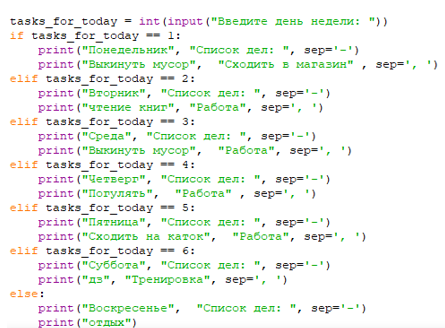 tasks_for_today = int(input("Введите день недели: "))
if tasks_for_today == 1:
    print("Понедельник", "Список дел: ", sep='-')
    print("Выкинуть мусор",  "Сходить в магазин" , sep=', ')
elif tasks_for_today == 2:
    print("Вторник", "Список дел: ", sep='-')
    print("чтение книг", "Работа", sep=', ')
elif tasks_for_today == 3:
    print("Среда", "Список дел: ", sep='-')
    print("Выкинуть мусор",  "Работа", sep=', ')
elif tasks_for_today == 4:
    print("Четверг", "Список дел: ", sep='-')
    print("Погулять",  "Работа" , sep=', ')
elif tasks_for_today == 5:
    print("Пятница", "Список дел: ", sep='-')
    print("Сходить на каток",  "Работа", sep=', ')
elif tasks_for_today == 6:
    print("Суббота", "Список дел: ", sep='-')
    print("дз", "Тренировка", sep=', ')
else:
    print("Воскресенье",  "Список дел: ", sep='-')
    print("отдых")